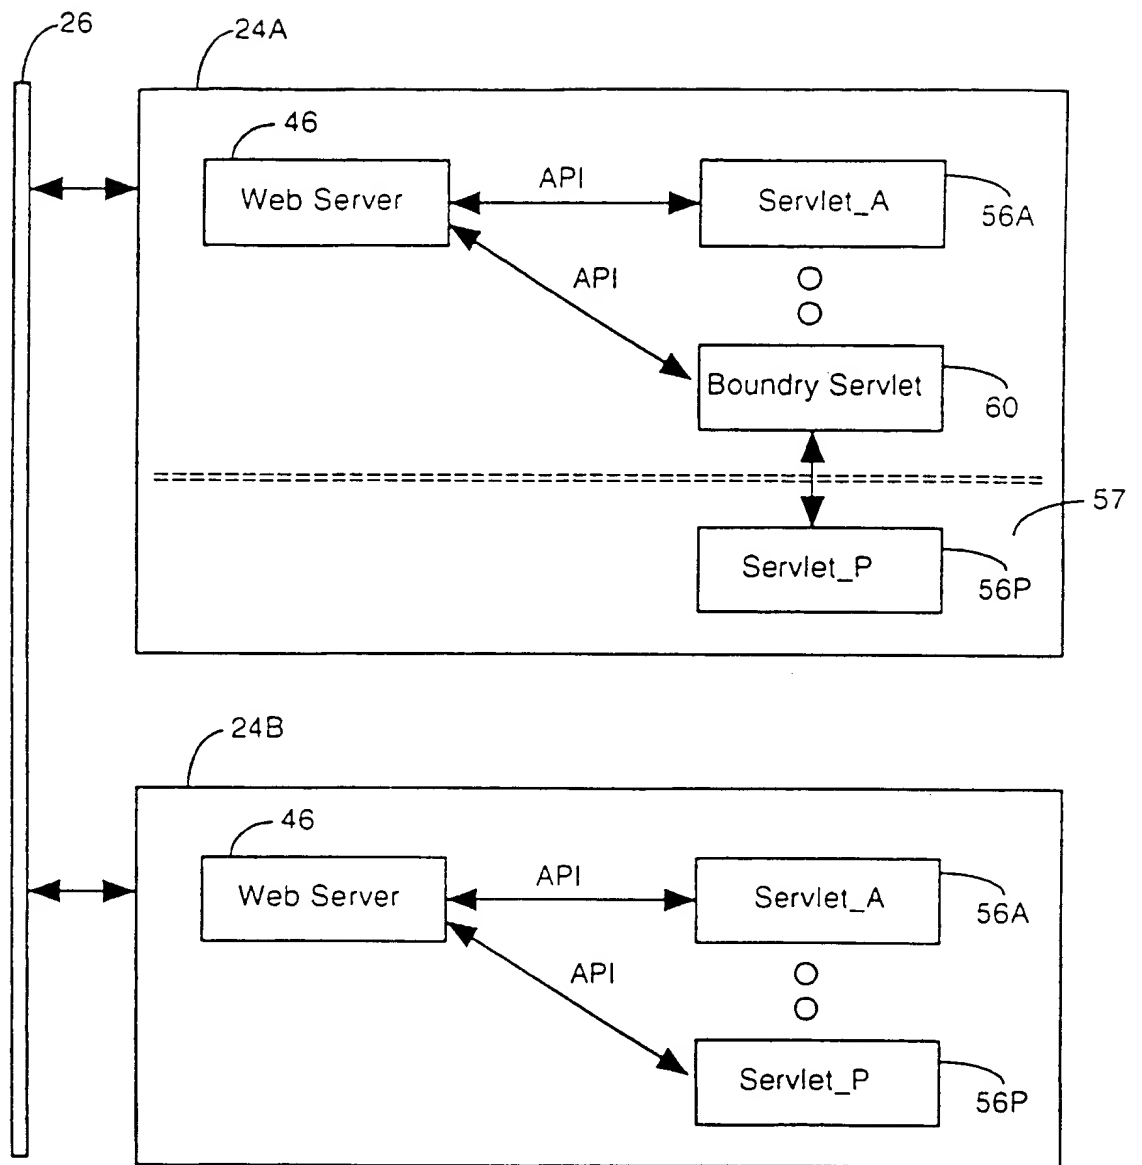 26
24A
46
Web Server
API
Servlet_A
56A
API
Boundry Servlet
60
57
Servlet_P
56P
24B
46
Web Server
API
Servlet_A
56A
API
Servlet_P
56P